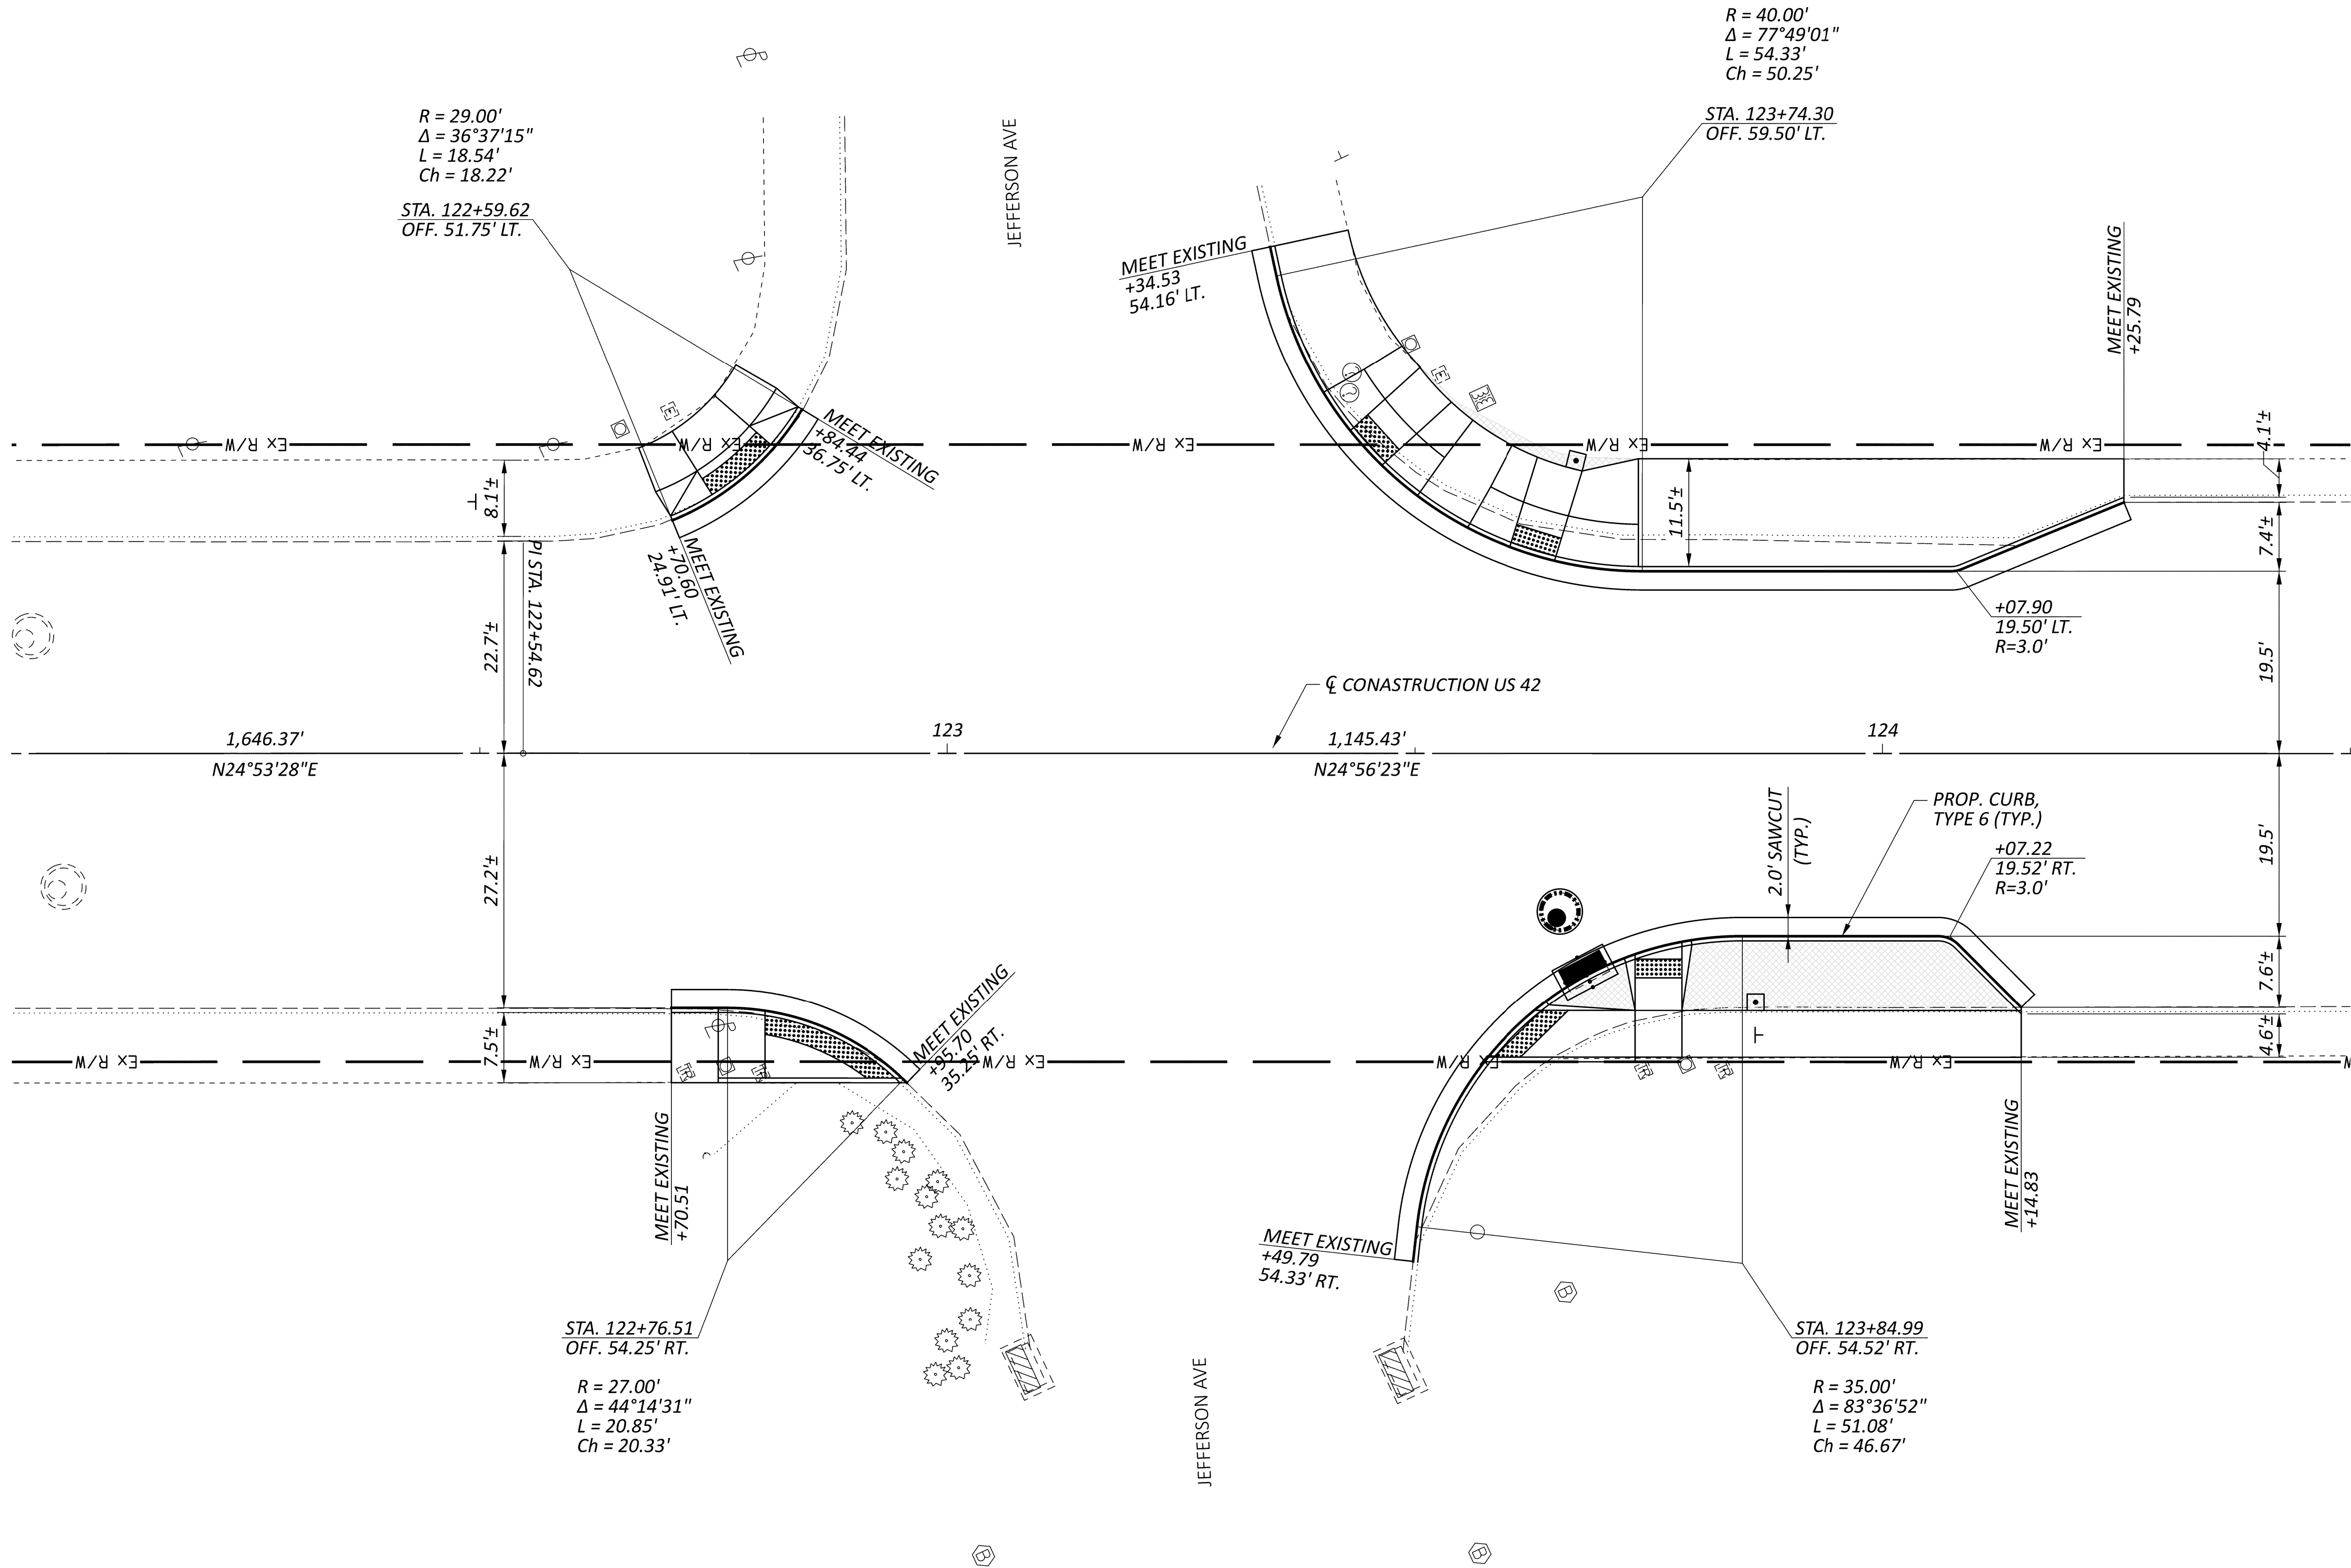 R = 40.00'
Δ = 77°49'01"
L = 54.33'
Ch = 50.25'
STA. 123+74.30
OFF. 59.50' LT.
R = 29.00'
Δ = 36°37'15"
L = 18.54'
Ch = 18.22'
STA. 122+59.62
OFF. 51.75' LT.
JEFFERSON AVE
MEET EXISTING
+34.53
54.16' LT.
MEET EXISTING
+25.79
MEET EXISTING
+84.44
36.75' LT.
MEET EXISTING
+70.60
24.91' LT.
E
E
Ex R/W
Ex R/W
Ex R/W
Ex R/W
Ex R/W
8.1'±
22.7'±
PI STA. 122+54.62
11.5'±
4.1'±
7.4'±
19.5'
+07.90
19.50' LT.
R=3.0'
℄ CONASTRUCTION US 42
1,646.37'
N24°53'28"E
123
1,145.43'
N24°56'23"E
124
27.2'±
7.5'±
2.0' SAWCUT
(TYP.)
PROP. CURB,
TYPE 6 (TYP.)
+07.22
19.52' RT.
R=3.0'
19.5'
7.6'±
4.6'±
MEET EXISTING
+95.70
35.25' RT.
Ex R/W
Ex R/W
Ex R/W
Ex R/W
Ex R/W
TR
TR
TR
TR
MEET EXISTING
+70.51
MEET EXISTING
+14.83
MEET EXISTING
+49.79
54.33' RT.
B
STA. 122+76.51
OFF. 54.25' RT.
R = 27.00'
Δ = 44°14'31"
L = 20.85'
Ch = 20.33'
STA. 123+84.99
OFF. 54.52' RT.
R = 35.00'
Δ = 83°36'52"
L = 51.08'
Ch = 46.67'
JEFFERSON AVE
B
B